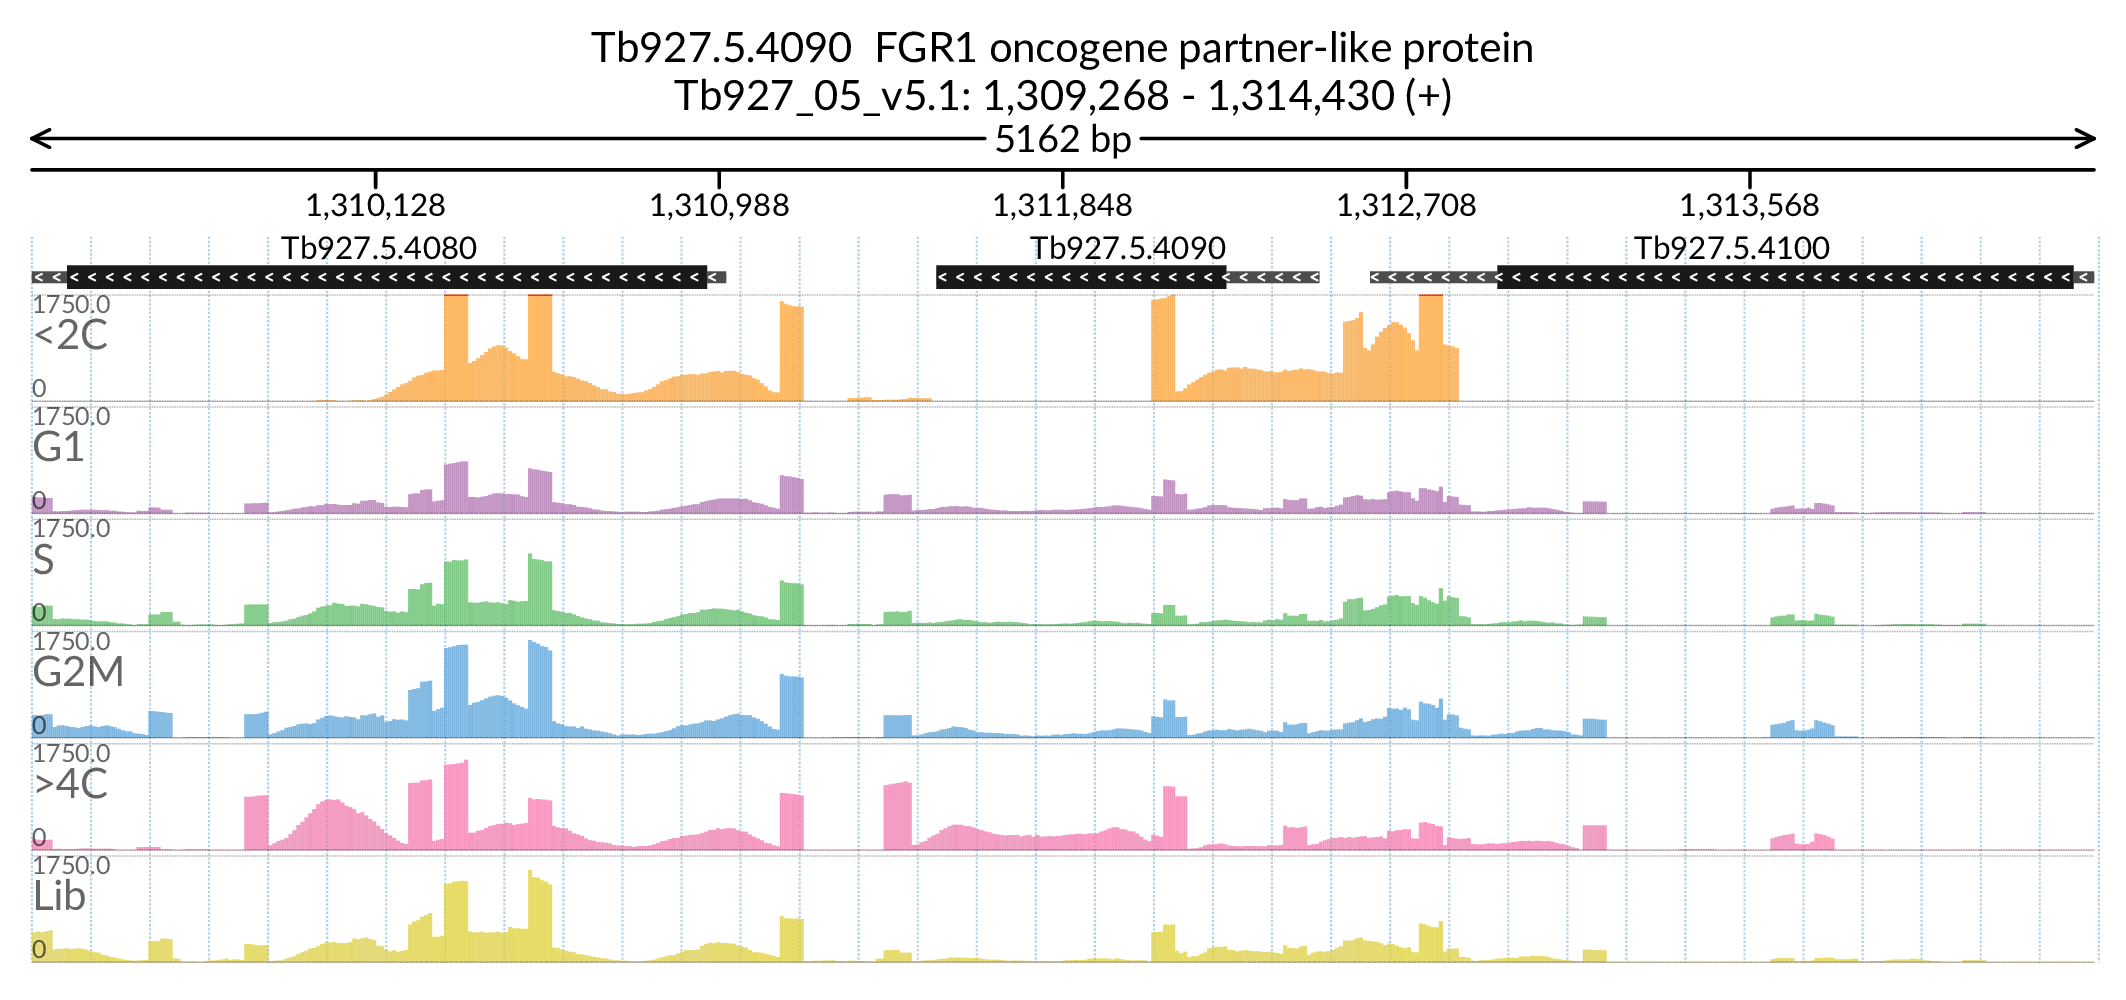 Tb927.5.4090  FGR1 oncogene partner-like protein
Tb927_05_v5.1: 1,309,268 - 1,314,430 (+)
5162 bp
1,310,128 1,310,988 1,311,848 1,312,708 1,313,568
Tb927.5.4080 Tb927.5.4090 Tb927.5.4100
1750.0
<2C
0
1750.0
G1
0
1750.0
S
0
1750.0
G2M
0
1750.0
>4C
0
1750.0
Lib
0